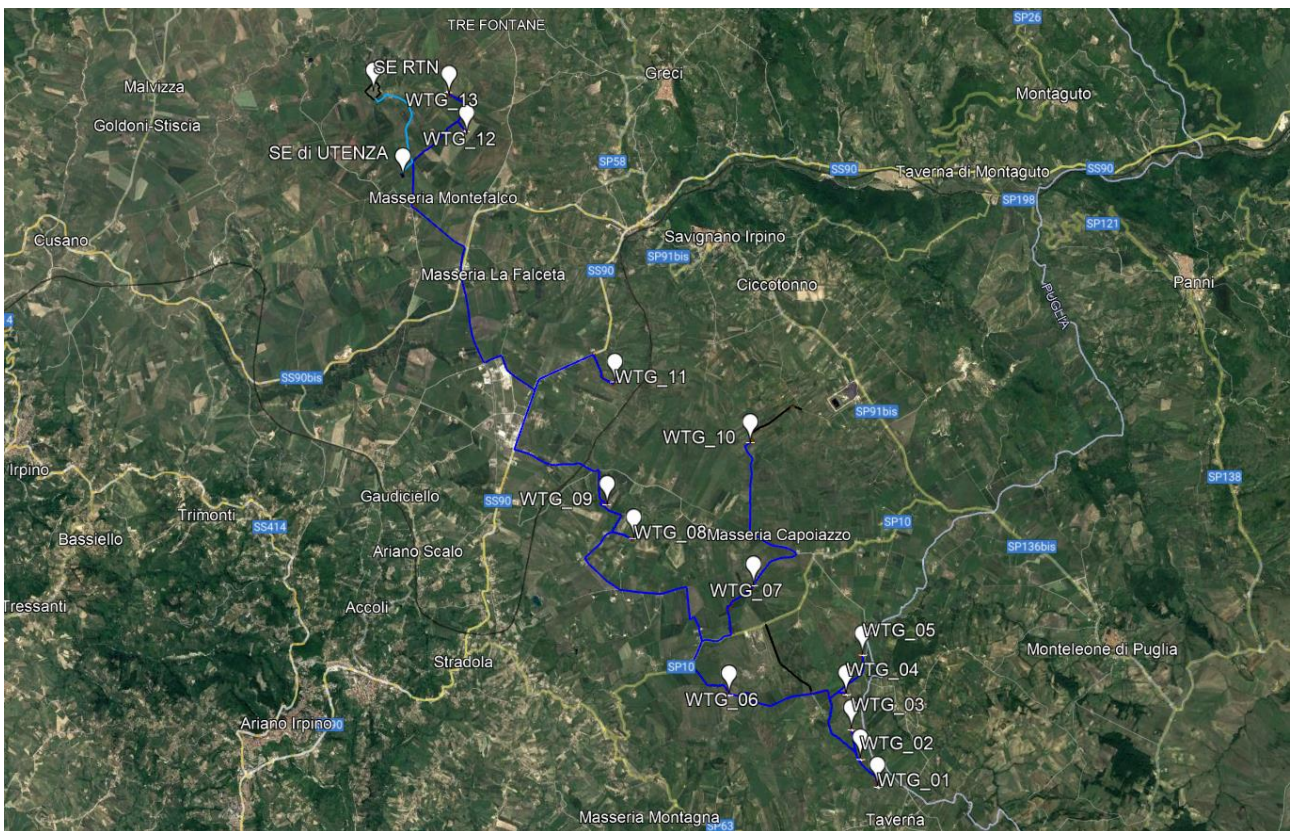 TRE FONTANE
SP26
SE RTN
Greci
Malvizza
Montaguto
WTG_13
Goldoni-Stiscia
WTG_12
SE di UTENZA
SP58
SS90
Taverna di Montaguto
SS90
Masseria Montefalco
SP198
SP121
Cusano
Savignano Irpino
SP91bis
Masseria La Falceta
SS90
Ciccotonno
Panni
PUGLIA
WTG_11
SS90bis
SP91bis
WTG_10
Irpino
SP138
Gaudiciello
WTG_09
SS90
Trimonti
SS414
WTG_08
Masseria Capoiazzo
SP10
Bassiello
Ariano Scalo
SP136bis
WTG_07
Tressanti
Accoli
WTG_05
Monteleone di Puglia
Stradola
SP10
WTG_04
WTG_06
WTG_03
Ariano Irpino
WTG_02
WTG_01
Masseria Montagna
SP63
Taverna